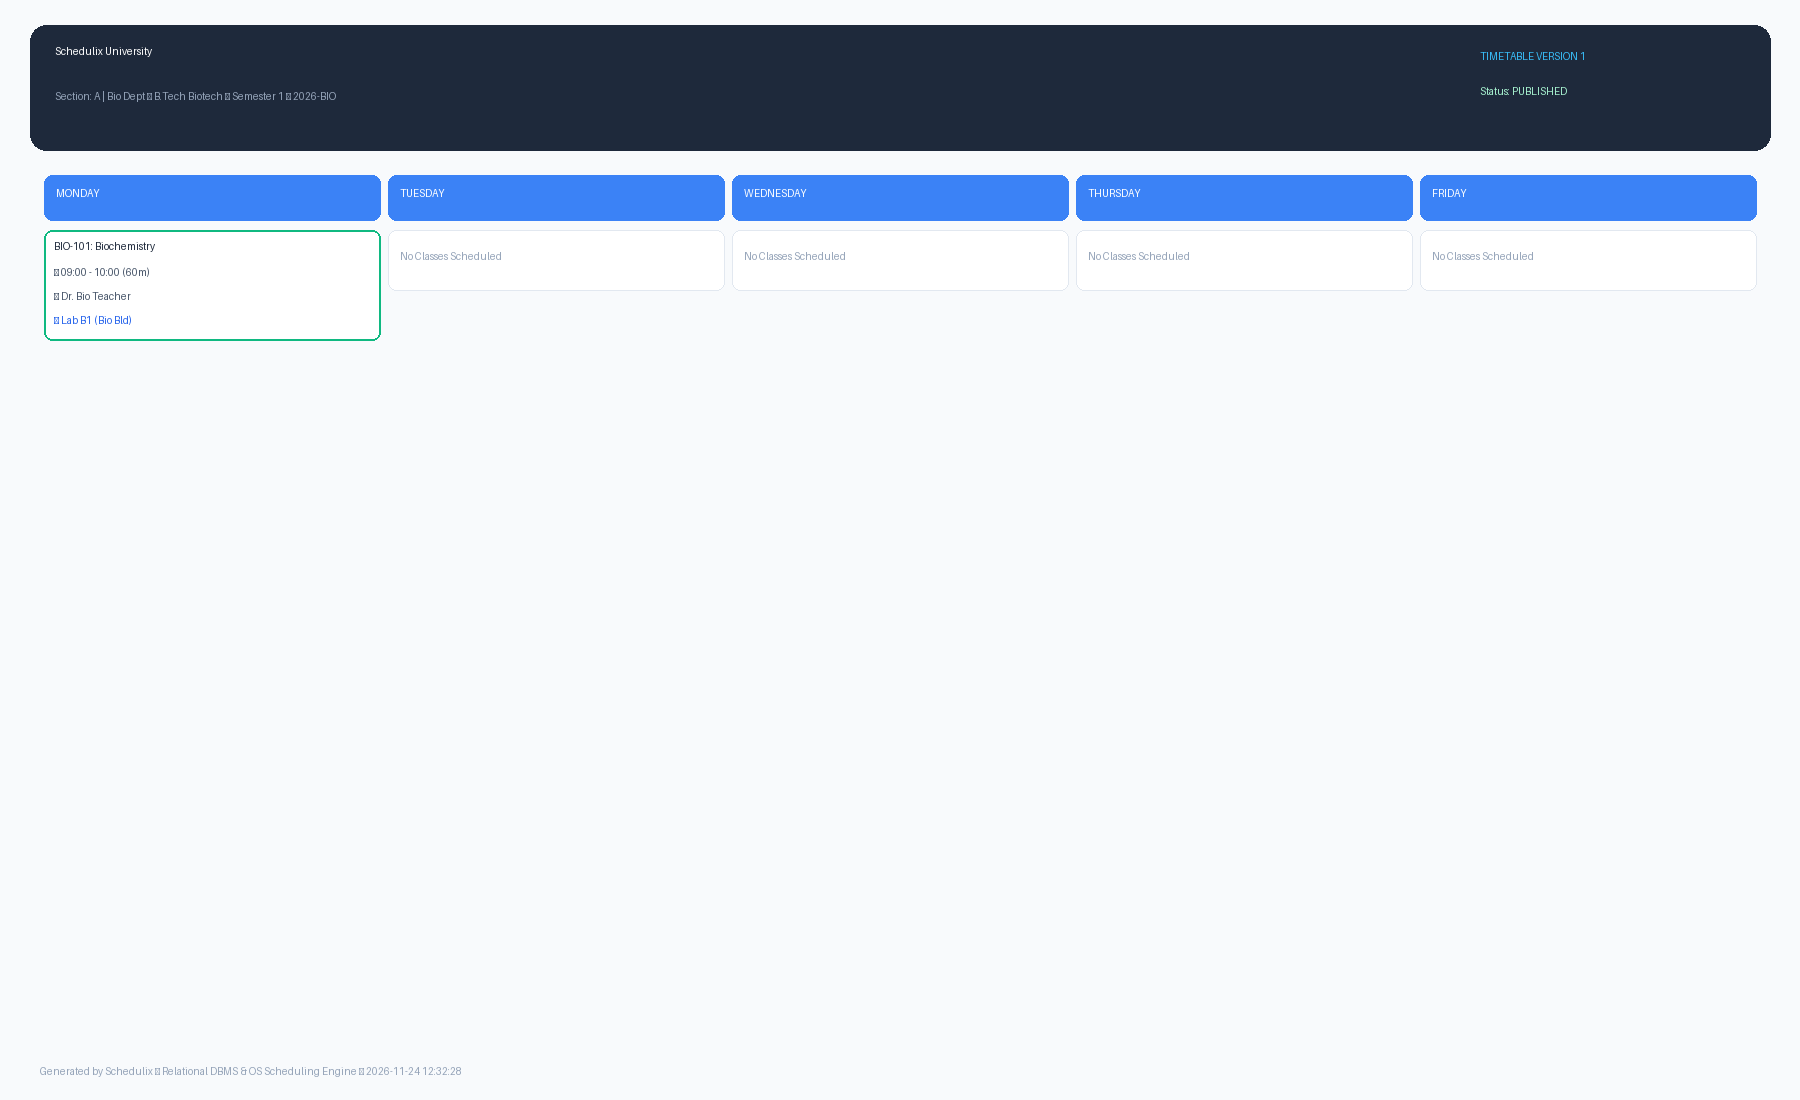 Schedulix University
TIMETABLE VERSION 1
Section: A | Bio Dept ▯ B.Tech Biotech ▯ Semester 1 ▯ 2026-BIO
Status: PUBLISHED
MONDAY
TUESDAY
WEDNESDAY
THURSDAY
FRIDAY
BIO-101: Biochemistry
▯ 09:00 - 10:00 (60m)
▯ Dr. Bio Teacher
▯ Lab B1 (Bio Bld)
No Classes Scheduled
No Classes Scheduled
No Classes Scheduled
No Classes Scheduled
Generated by Schedulix ▯ Relational DBMS & OS Scheduling Engine ▯ 2026-11-24 12:32:28